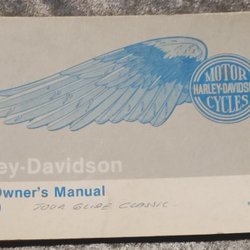 MOTOR
HARLEY-DAVIDSON
CYCLES
ley-Davidson
Owner's Manual
TOUR GLIDE CLASSIC